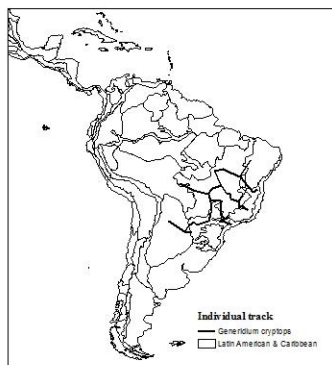 Individual track
Generidium cryptops
Latin American & Caribbean